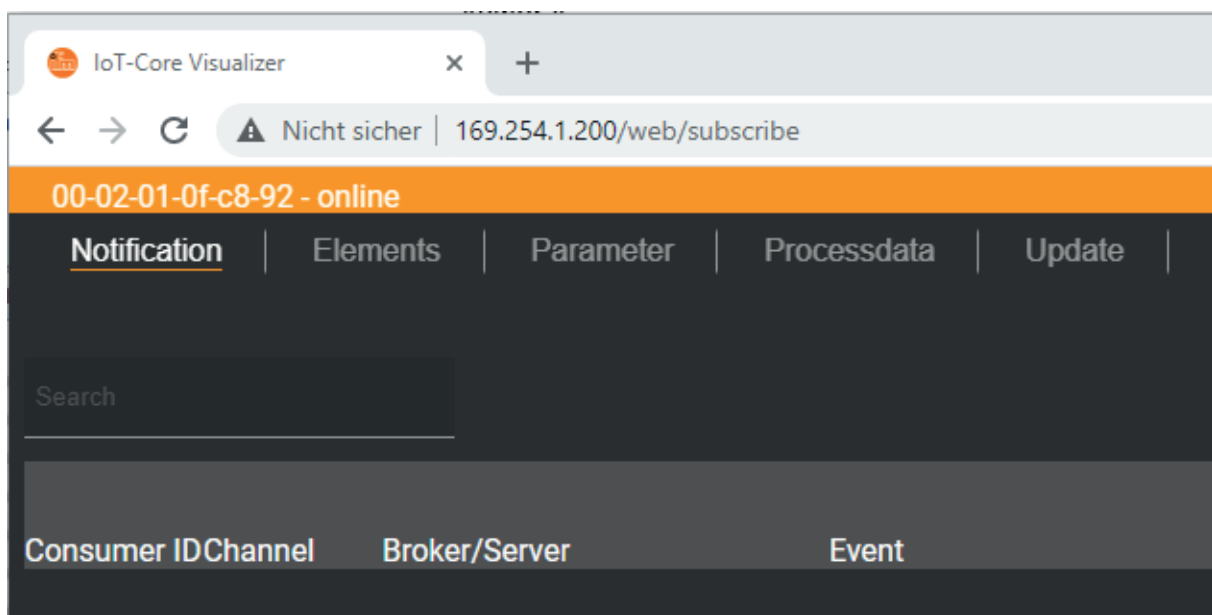 IoT-Core Visualizer
Nicht sicher | 169.254.1.200/web/subscribe
00-02-01-0f-c8-92 - online
Notification | Elements | Parameter | Processdata | Update |
Search
Consumer IDChannel Broker/Server Event